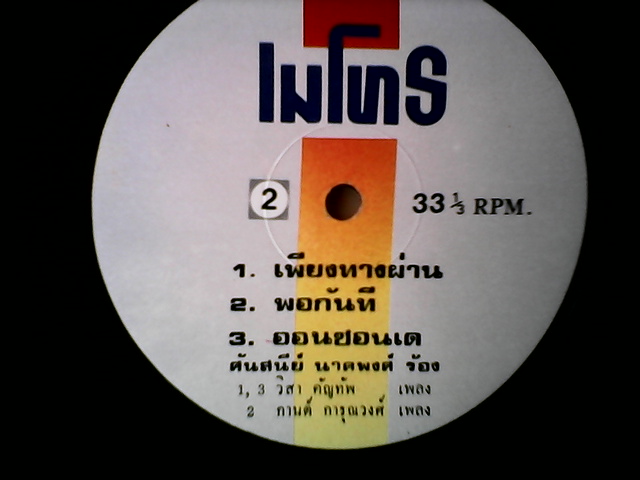 ไมโทร
2 33 1/3 RPM.
1. เพียงทางผ่าน
2. พอกันที
3. ออนซอนเด
ศันสนีย์ นาคพงศ์ ร้อง
1, 3 วิสา คัญทัพ เพลง
2 กานต์ การุณวงศ์ เพลง